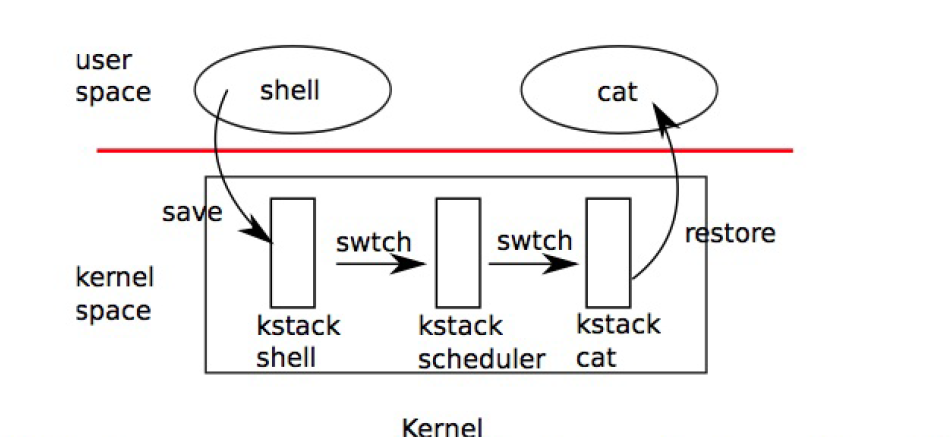 user
space
shell
cat
save
swtch
swtch
restore
kernel
space
kstack
shell
kstack
scheduler
kstack
cat
Kernel